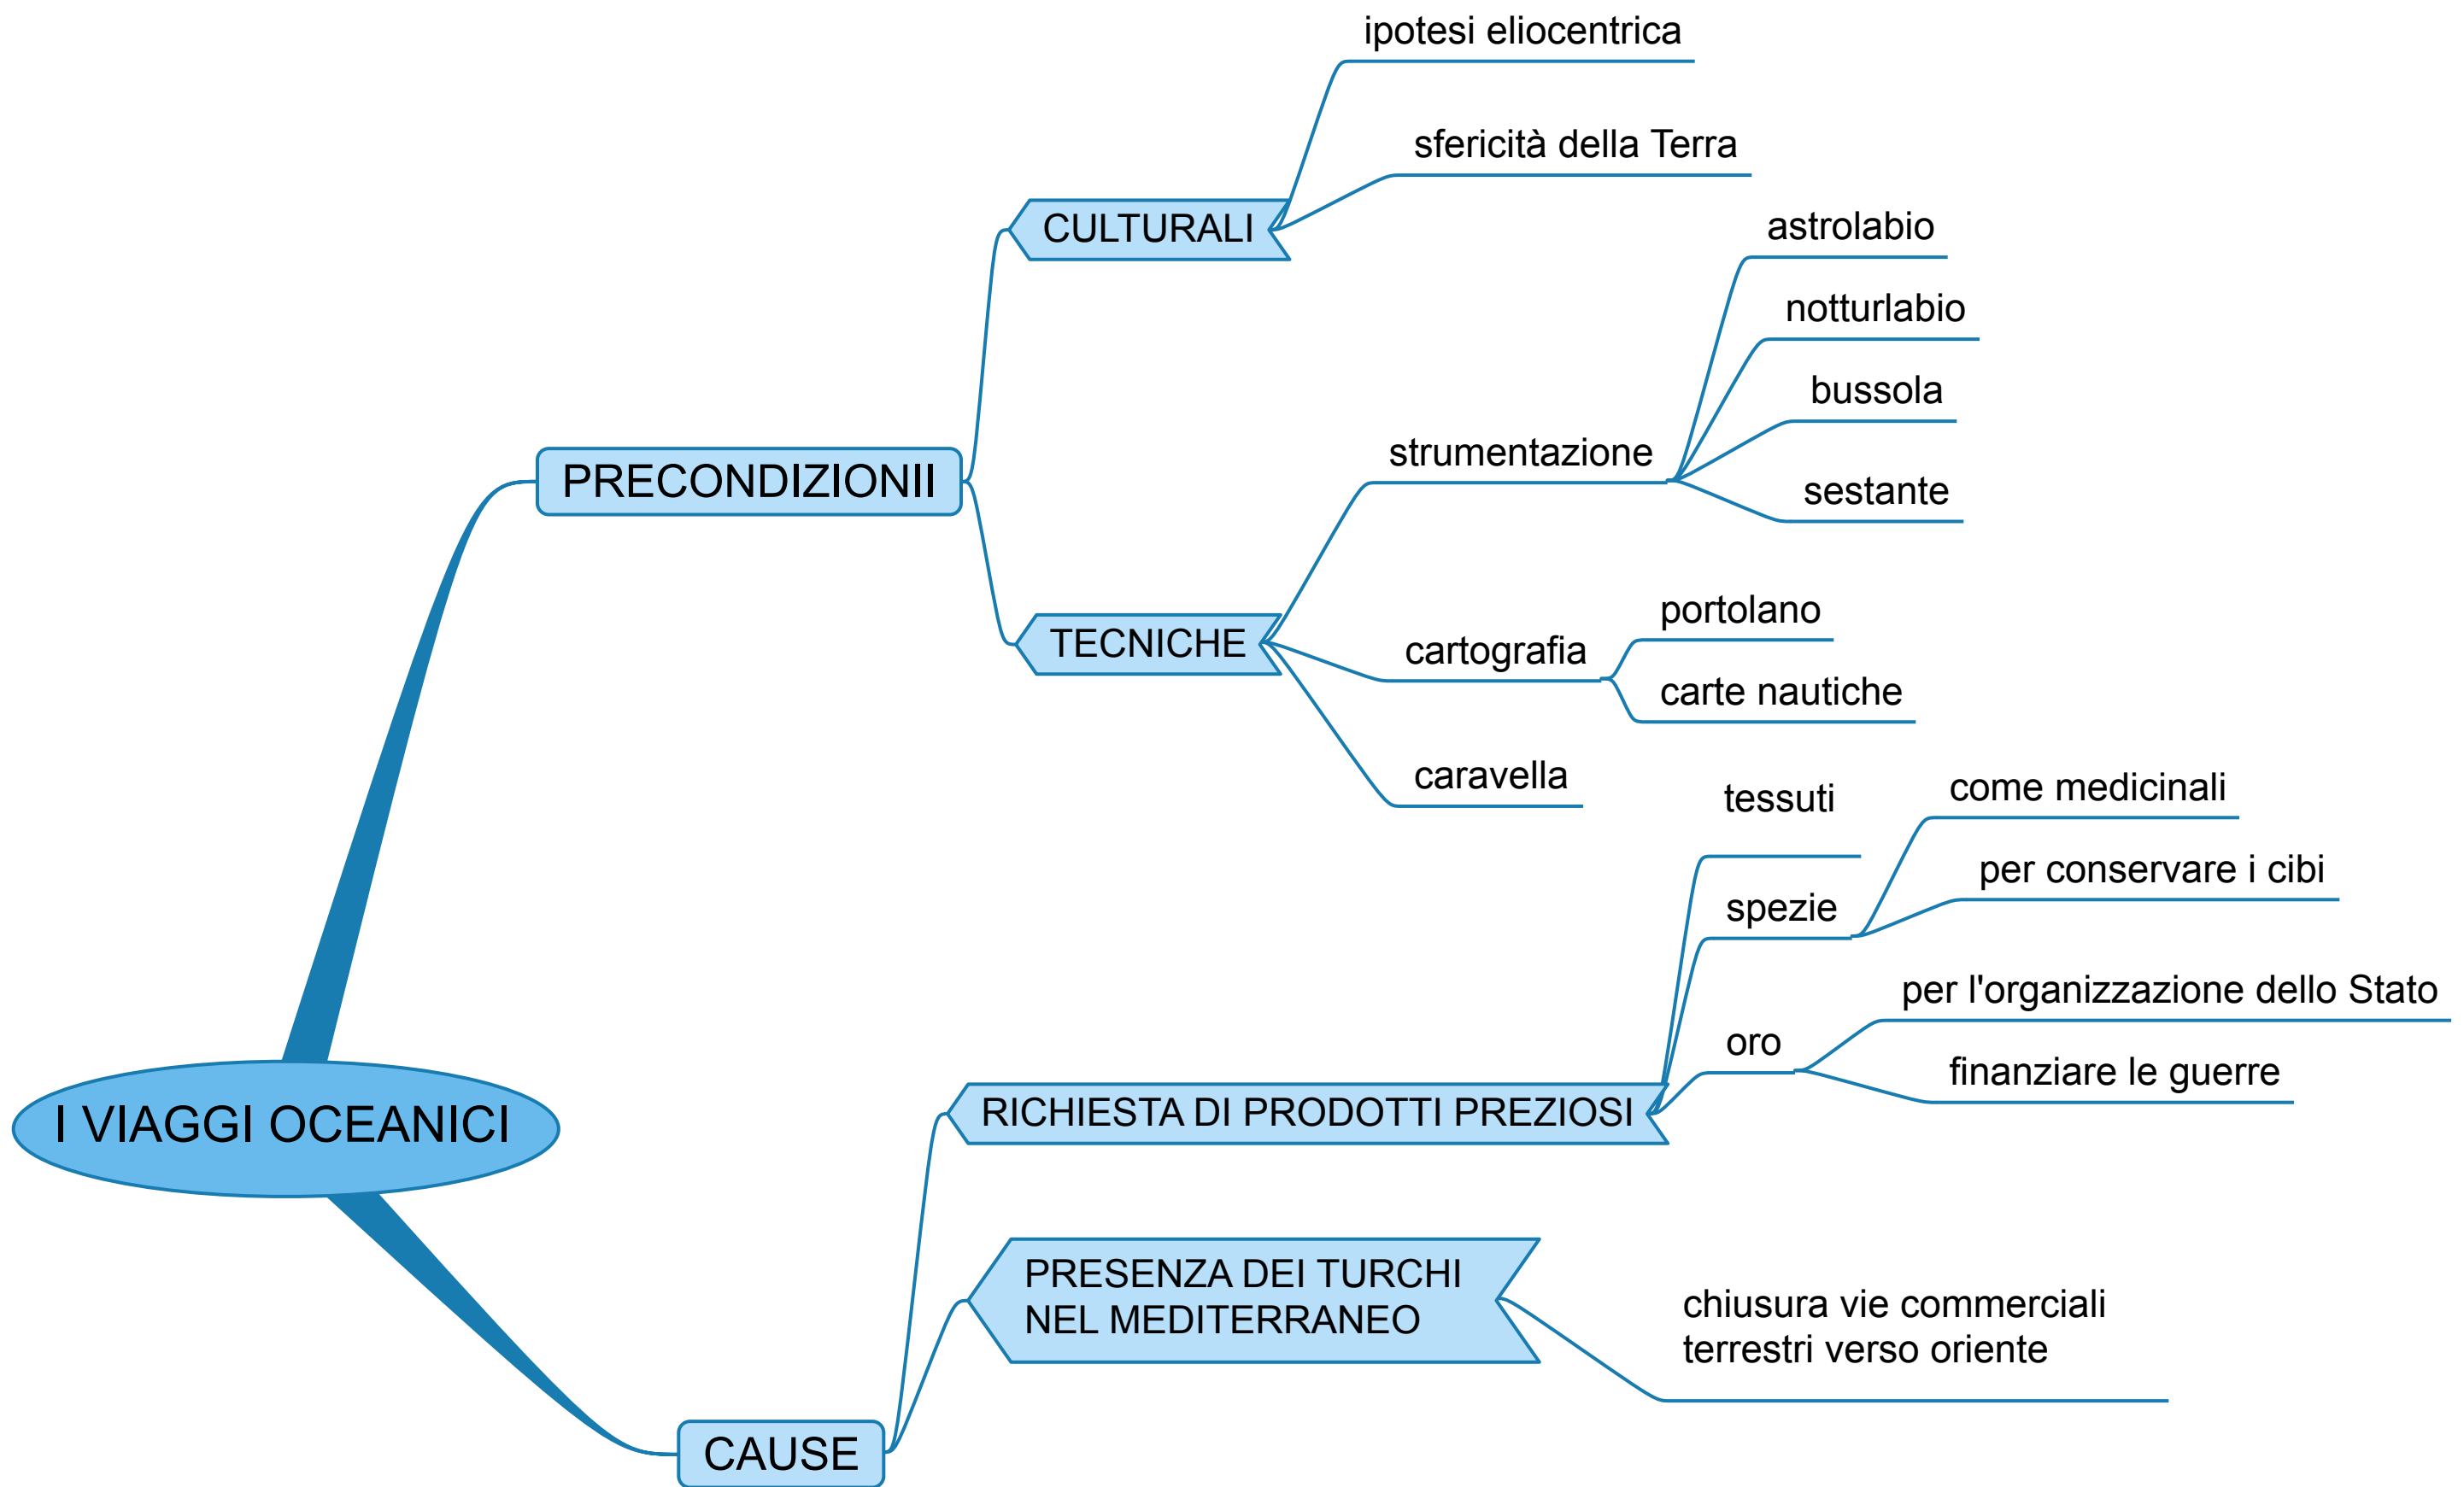 ipotesi eliocentrica
sfericità della Terra
CULTURALI
astrolabio
notturlabio
bussola
sestante
strumentazione
PRECONDIZIONII
portolano
TECNICHE
cartografia
carte nautiche
caravella
tessuti
come medicinali
per conservare i cibi
spezie
per l'organizzazione dello Stato
oro
finanziare le guerre
RICHIESTA DI PRODOTTI PREZIOSI
I VIAGGI OCEANICI
PRESENZA DEI TURCHI
NEL MEDITERRANEO
chiusura vie commerciali
terrestri verso oriente
CAUSE